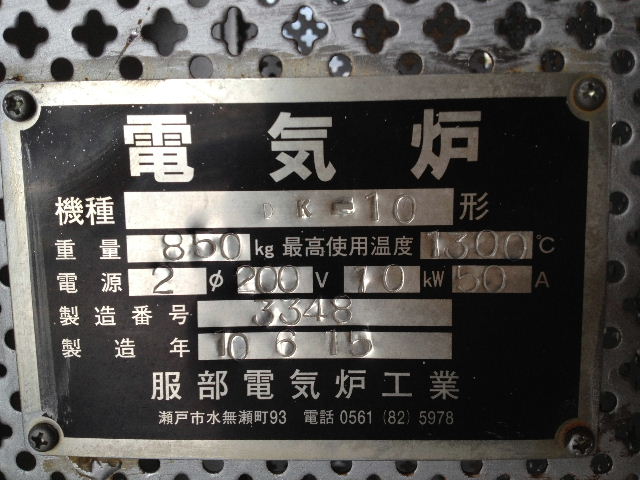 電気炉
機種 DK-10 形
重量 850 kg 最高使用温度 1300 ℃
電源 2 φ 200 V 10 kW 50 A
製造番号 3348
製造年 10 6 15
服部電気炉工業
瀬戸市水無瀬町93 電話 0561 (82) 5978